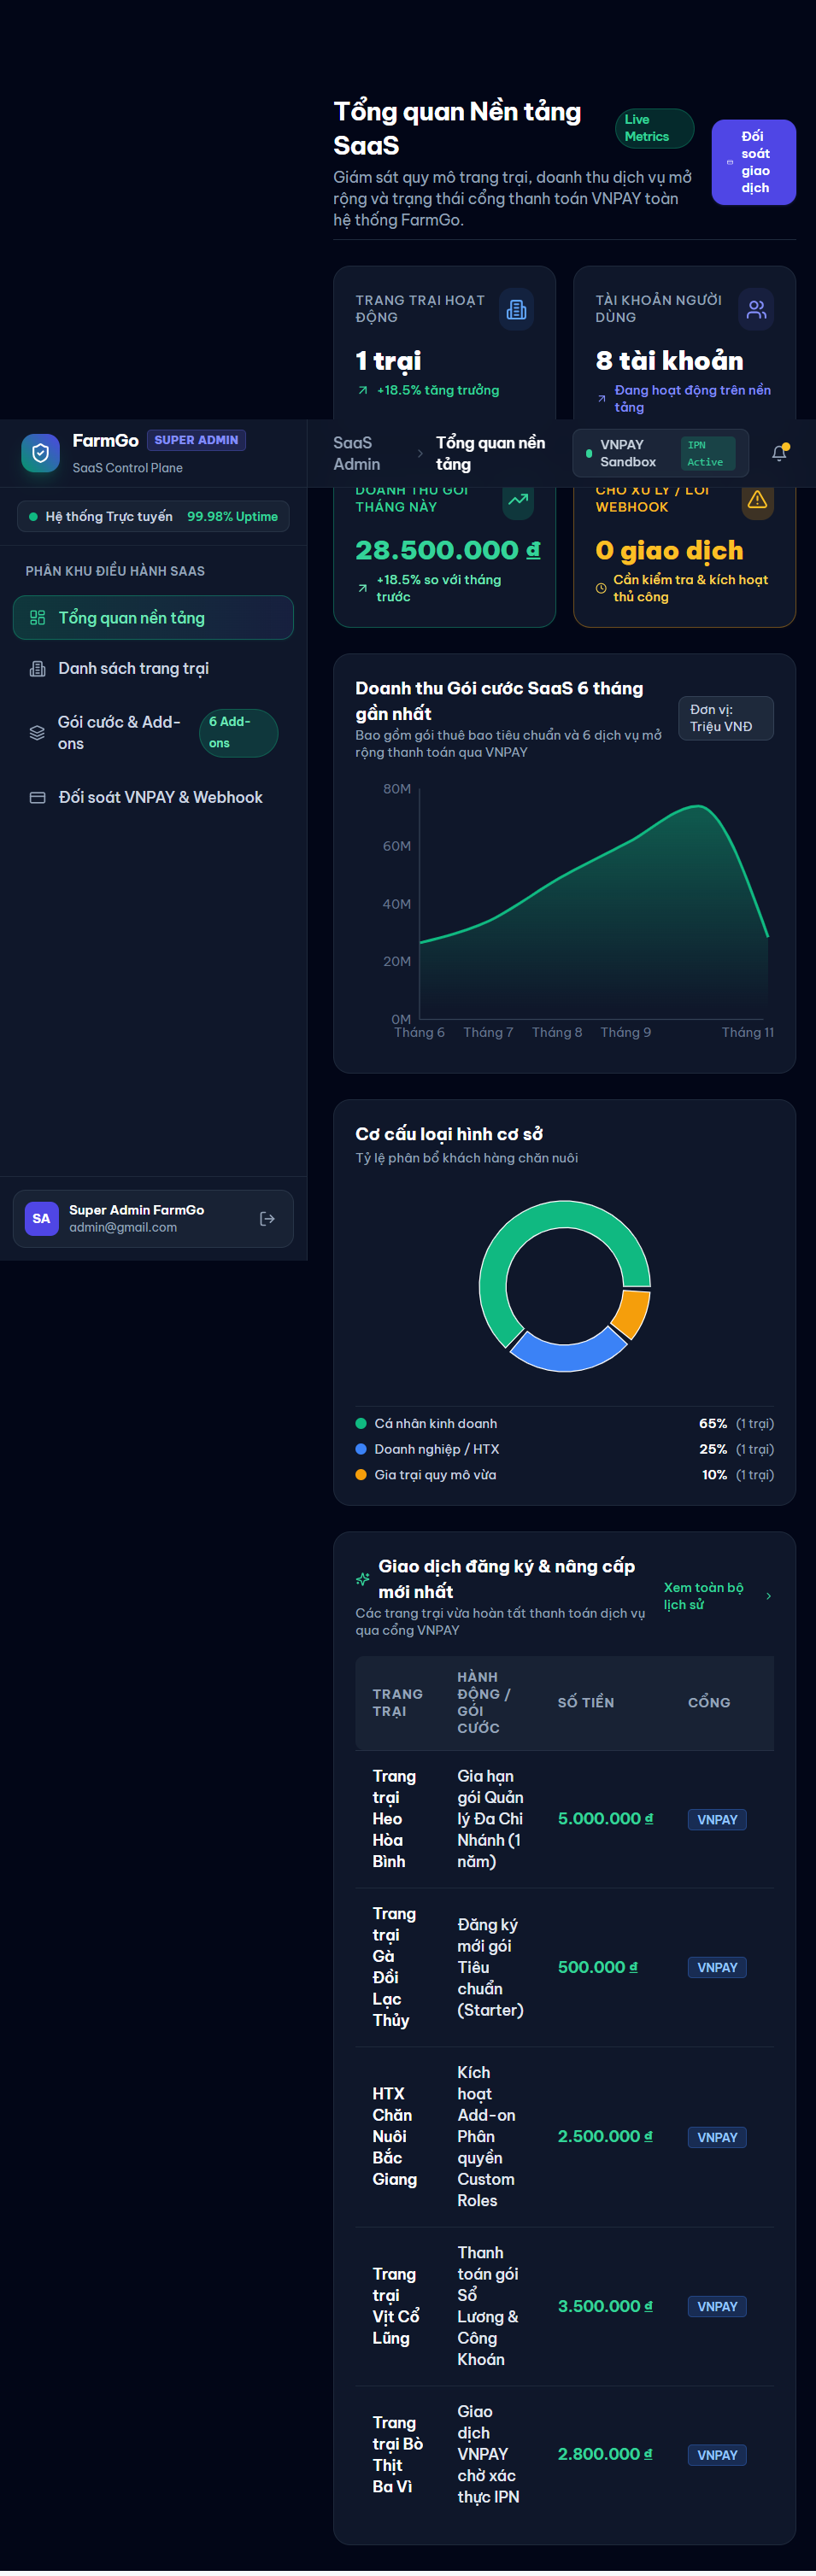 Tổng quan Nền tảng
SaaS
Live
Metrics
Giám sát quy mô trang trại, doanh thu dịch vụ mở
rộng và trạng thái cổng thanh toán VNPAY toàn
hệ thống FarmGo.
Đối
soát
giao
dịch
TRANG TRẠI HOẠT
ĐỘNG
1 trại
+18.5% tăng trưởng
TÀI KHOẢN NGƯỜI
DÙNG
8 tài khoản
Đang hoạt động trên nền
tảng
FarmGo
SUPER ADMIN
SaaS Control Plane
SaaS
Admin
Tổng quan nền
tảng
VNPAY
Sandbox
IPN
Active
Hệ thống Trực tuyến
99.98% Uptime
PHÂN KHU ĐIỀU HÀNH SAAS
Tổng quan nền tảng
Danh sách trang trại
Gói cước & Add-
ons
6 Add-
ons
Đối soát VNPAY & Webhook
Super Admin FarmGo
SA
admin@gmail.com
DOANH THU GÓI
THÁNG NÀY
28.500.000 ₫
+18.5% so với tháng
trước
CHỜ XỬ LÝ / LỖI
WEBHOOK
0 giao dịch
Cần kiểm tra & kích hoạt
thủ công
Doanh thu Gói cước SaaS 6 tháng
gần nhất
Bao gồm gói thuê bao tiêu chuẩn và 6 dịch vụ mở
rộng thanh toán qua VNPAY
Đơn vị:
Triệu VNĐ
80M
60M
40M
20M
0M
Tháng 6
Tháng 7
Tháng 8
Tháng 9
Tháng 11
Cơ cấu loại hình cơ sở
Tỷ lệ phân bổ khách hàng chăn nuôi
Cá nhân kinh doanh
65% (1 trại)
Doanh nghiệp / HTX
25% (1 trại)
Gia trại quy mô vừa
10% (1 trại)
Giao dịch đăng ký & nâng cấp
mới nhất
Các trang trại vừa hoàn tất thanh toán dịch vụ
qua cổng VNPAY
Xem toàn bộ
lịch sử
TRANG
TRẠI
HÀNH
ĐỘNG /
GÓI
CƯỚC
SỐ TIỀN
CỔNG
Trang
trại
Heo
Hòa
Bình
Gia hạn
gói Quản
lý Đa Chi
Nhánh (1
năm)
5.000.000 ₫
VNPAY
Trang
trại
Gà
Đồi
Lạc
Thủy
Đăng ký
mới gói
Tiêu
chuẩn
(Starter)
500.000 ₫
VNPAY
HTX
Chăn
Nuôi
Bắc
Giang
Kích
hoạt
Add-on
Phân
quyền
Custom
Roles
2.500.000 ₫
VNPAY
Trang
trại
Vịt Cổ
Lũng
Thanh
toán gói
Sổ
Lương &
Công
Khoán
3.500.000 ₫
VNPAY
Trang
trại Bò
Thịt
Ba Vì
Giao
dịch
VNPAY
chờ xác
thực IPN
2.800.000 ₫
VNPAY